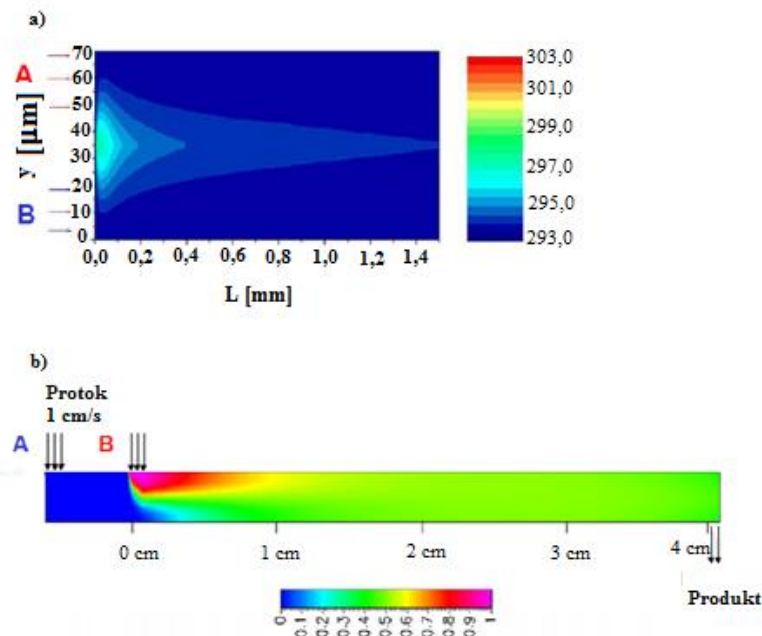 a)
A
B
y [µm]
70
60
50
40
30
20
10
0
0,0 0,2 0,4 0,6 0,8 1,0 1,2 1,4
L [mm]
303,0
301,0
299,0
297,0
295,0
293,0
b)
Protok
1 cm/s
A B
0 cm 1 cm 2 cm 3 cm 4 cm
Produkt
0 0.1 0.2 0.3 0.4 0.5 0.6 0.7 0.8 0.9 1